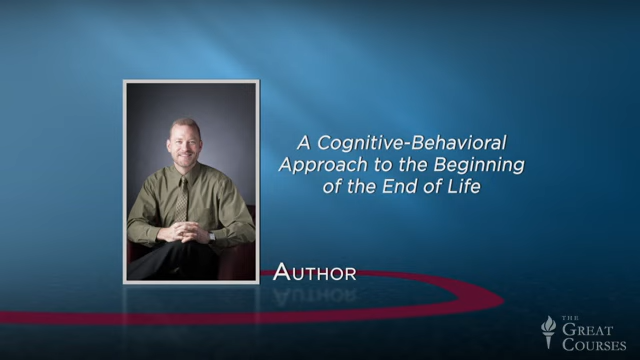 A Cognitive-Behavioral
Approach to the Beginning
of the End of Life
Author
The
Great
Courses